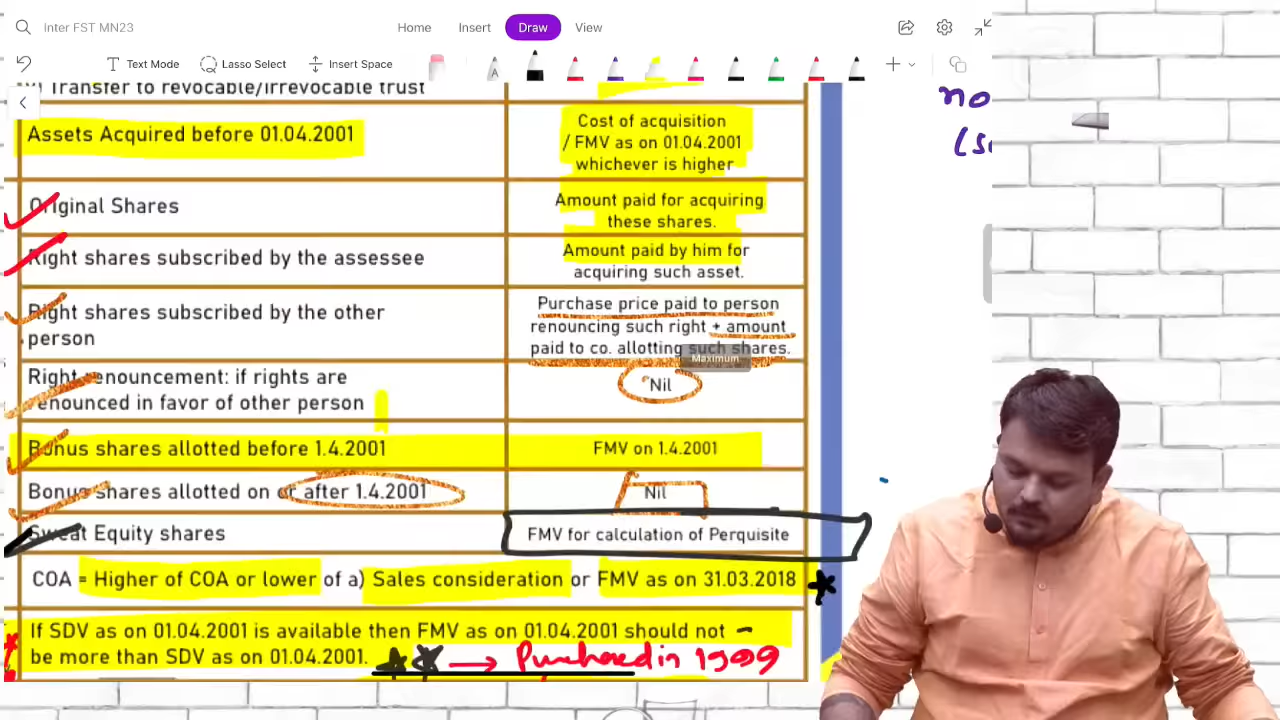 Inter FST MN23
Home
Insert
Draw
View
Text Mode
Lasso Select
Insert Space
Transfer to revocable/irrevocable trust
Assets Acquired before 01.04.2001
Cost of acquisition
/ FMV as on 01.04.2001
whichever is higher
Original Shares
Amount paid for acquiring
these shares.
Right shares subscribed by the assessee
Amount paid by him for
acquiring such asset.
Right shares subscribed by the other
person
Purchase price paid to person
renouncing such right + amount
paid to co. allotting such shares.
Maximum
Right renouncement: if rights are
renounced in favor of other person
Nil
Bonus shares allotted before 1.4.2001
FMV on 1.4.2001
Bonus shares allotted on or after 1.4.2001
Nil
Sweat Equity shares
FMV for calculation of Perquisite
COA = Higher of COA or lower of a) Sales consideration or FMV as on 31.03.2018
If SDV as on 01.04.2001 is available then FMV as on 01.04.2001 should not
be more than SDV as on 01.04.2001.
Purchased in 1999
no